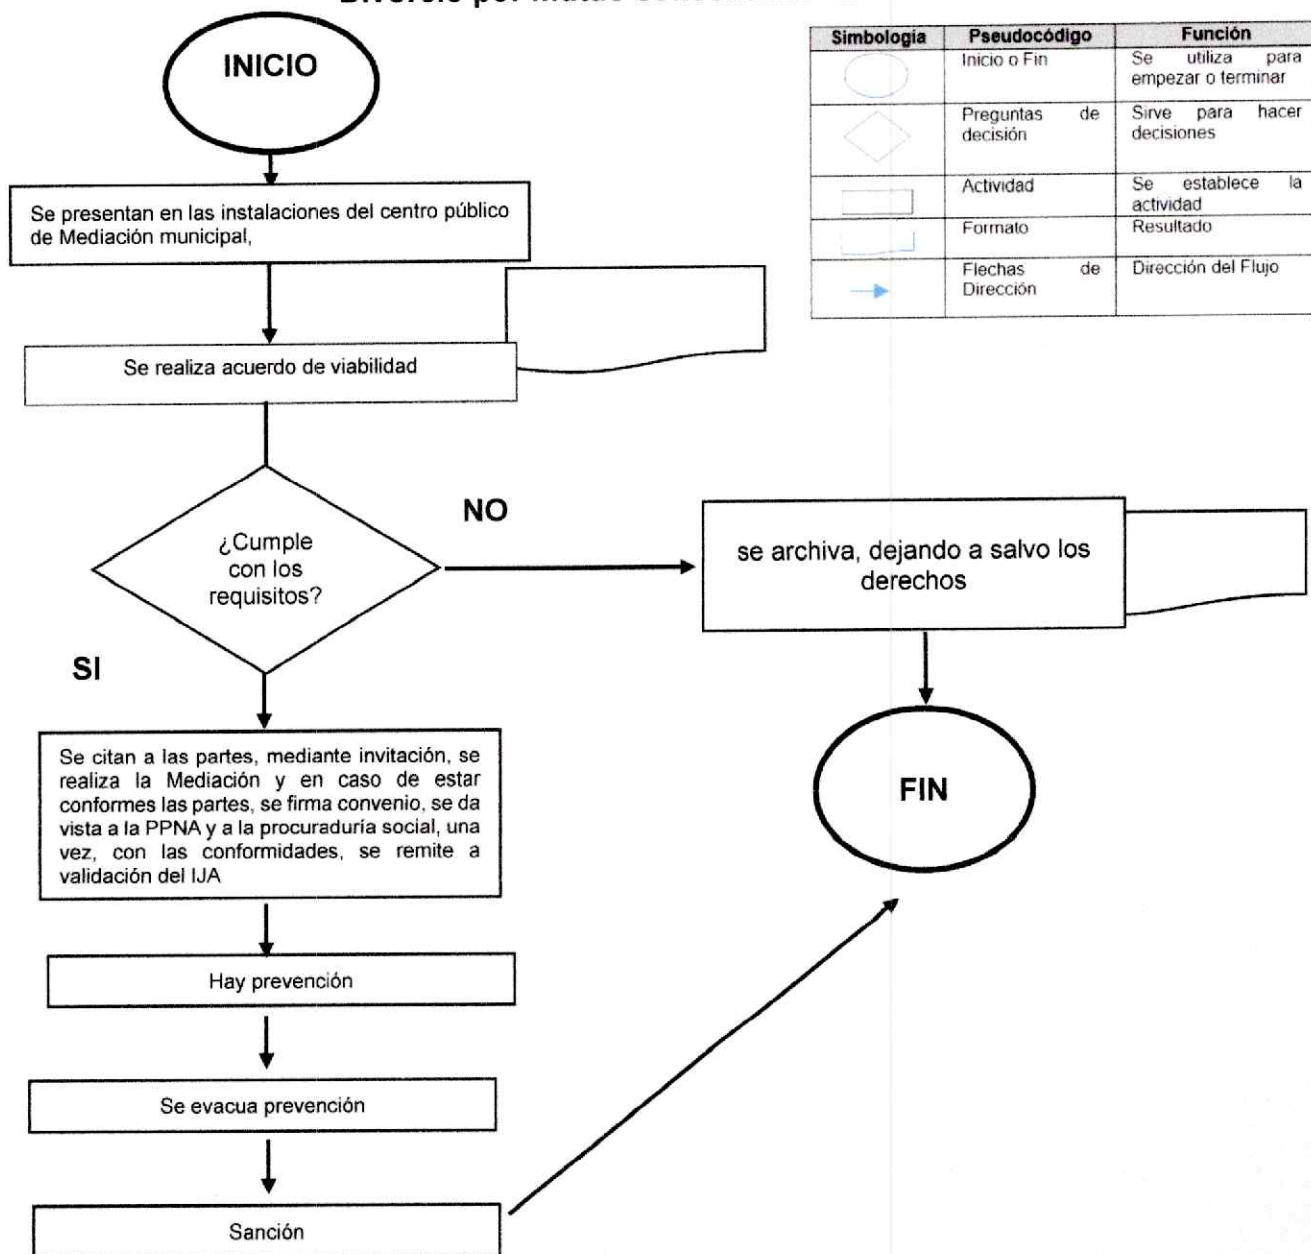 INICIO
Simbología Pseudocódigo Función
Inicio o Fin Se utiliza para
empezar o terminar
Preguntas de Sirve para hacer
decisión decisiones
Actividad Se establece la
actividad
Formato Resultado
Flechas de Dirección del Flujo
Dirección
Se presentan en las instalaciones del centro público
de Mediación municipal,
Se realiza acuerdo de viabilidad
¿Cumple
con los
requisitos?
NO
se archiva, dejando a salvo los
derechos
SI
Se citan a las partes, mediante invitación, se
realiza la Mediación y en caso de estar
conformes las partes, se firma convenio, se da
vista a la PPNA y a la procuraduría social, una
vez, con las conformidades, se remite a
validación del IJA
FIN
Hay prevención
Se evacua prevención
Sanción